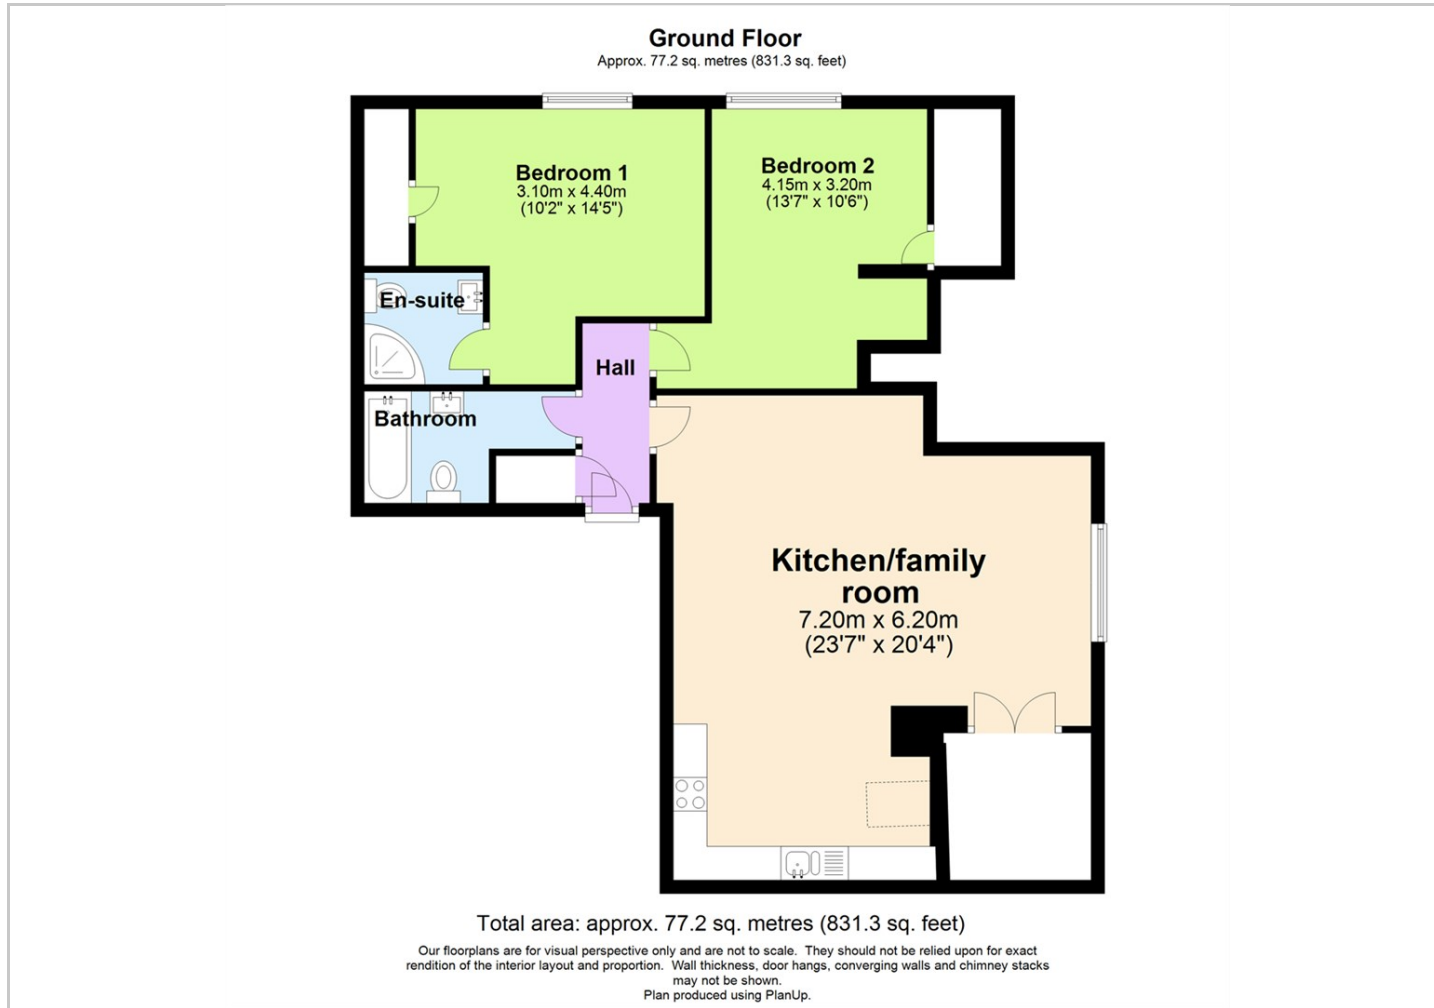 Ground Floor
Approx. 77.2 sq. metres (831.3 sq. feet)
Bedroom 1
3.10m x 4.40m
(10'2" x 14'5")
Bedroom 2
4.15m x 3.20m
(13'7" x 10'6")
En-suite
Hall
Bathroom
Kitchen/family
room
7.20m x 6.20m
(23'7" x 20'4")
Total area: approx. 77.2 sq. metres (831.3 sq. feet)
Our floorplans are for visual perspective only and are not to scale. They should not be relied upon for exact
rendition of the interior layout and proportion. Wall thickness, door hangs, converging walls and chimney stacks
may not be shown.
Plan produced using PlanUp.